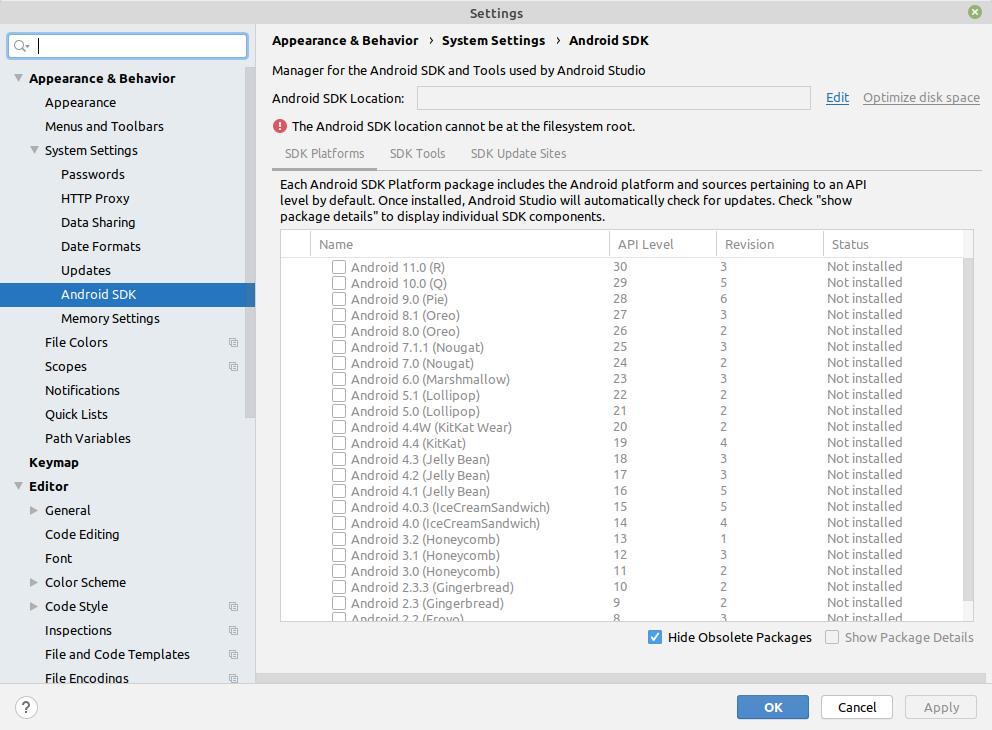 Settings
Appearance & Behavior
Appearance
Menus and Toolbars
System Settings
Passwords
HTTP Proxy
Data Sharing
Date Formats
Updates
Android SDK
Memory Settings
File Colors
Scopes
Notifications
Quick Lists
Path Variables
Keymap
Editor
General
Code Editing
Font
Color Scheme
Code Style
Inspections
File and Code Templates
File Encodings
Appearance & Behavior › System Settings › Android SDK
Manager for the Android SDK and Tools used by Android Studio
Android SDK Location: Edit Optimize disk space
The Android SDK location cannot be at the filesystem root.
SDK Platforms SDK Tools SDK Update Sites
Each Android SDK Platform package includes the Android platform and sources pertaining to an API
level by default. Once installed, Android Studio will automatically check for updates. Check "show
package details" to display individual SDK components.
Name API Level Revision Status
Android 11.0 (R) 30 3 Not installed
Android 10.0 (Q) 29 5 Not installed
Android 9.0 (Pie) 28 6 Not installed
Android 8.1 (Oreo) 27 3 Not installed
Android 8.0 (Oreo) 26 2 Not installed
Android 7.1.1 (Nougat) 25 3 Not installed
Android 7.0 (Nougat) 24 2 Not installed
Android 6.0 (Marshmallow) 23 3 Not installed
Android 5.1 (Lollipop) 22 2 Not installed
Android 5.0 (Lollipop) 21 2 Not installed
Android 4.4W (KitKat Wear) 20 2 Not installed
Android 4.4 (KitKat) 19 4 Not installed
Android 4.3 (Jelly Bean) 18 3 Not installed
Android 4.2 (Jelly Bean) 17 3 Not installed
Android 4.1 (Jelly Bean) 16 5 Not installed
Android 4.0.3 (IceCreamSandwich) 15 5 Not installed
Android 4.0 (IceCreamSandwich) 14 4 Not installed
Android 3.2 (Honeycomb) 13 1 Not installed
Android 3.1 (Honeycomb) 12 3 Not installed
Android 3.0 (Honeycomb) 11 2 Not installed
Android 2.3.3 (Gingerbread) 10 2 Not installed
Android 2.3 (Gingerbread) 9 2 Not installed
Android 2.2 (Froyo) 8 3 Not installed
Hide Obsolete Packages Show Package Details
? OK Cancel Apply